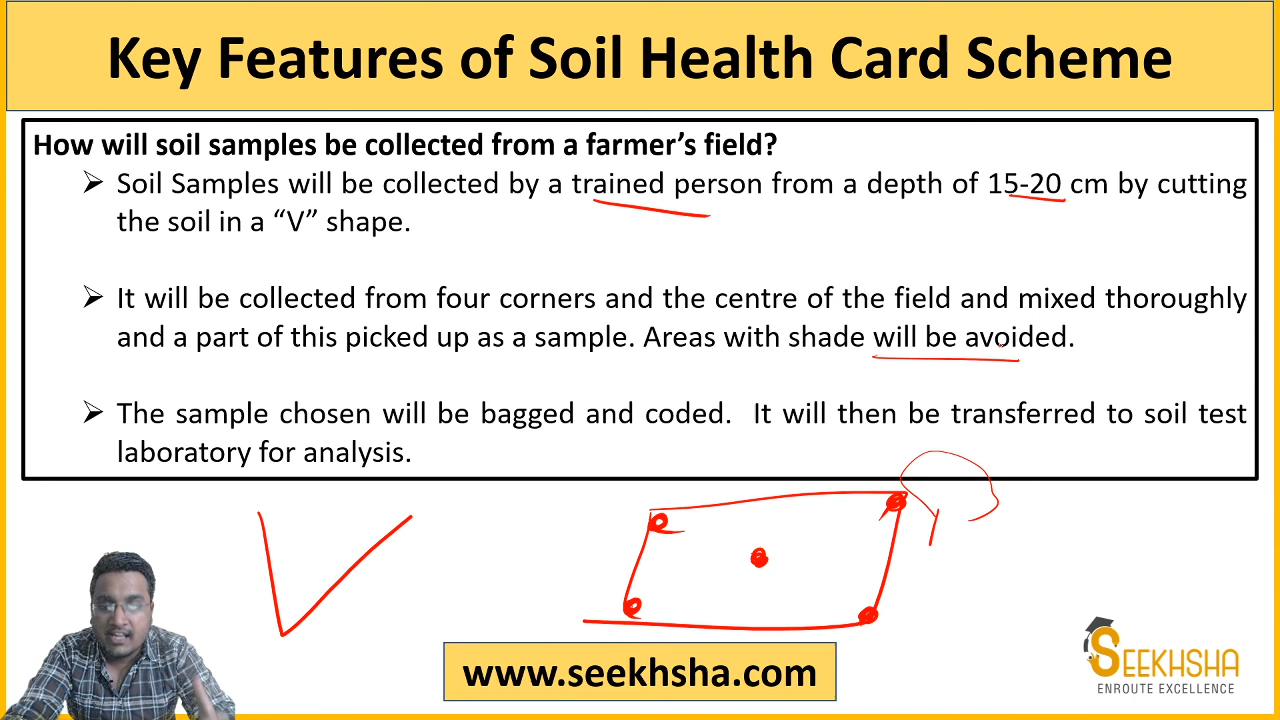 Key Features of Soil Health Card Scheme
How will soil samples be collected from a farmer's field?
➢ Soil Samples will be collected by a trained person from a depth of 15-20 cm by cutting
the soil in a “V” shape.
➢ It will be collected from four corners and the centre of the field and mixed thoroughly
and a part of this picked up as a sample. Areas with shade will be avoided.
➢ The sample chosen will be bagged and coded. It will then be transferred to soil test
laboratory for analysis.
www.seekhsha.com
SEEKHSHA
ENROUTE EXCELLENCE